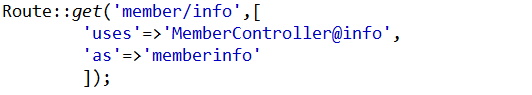 Route::get('member/info',[
'uses'=>'MemberController@info',
'as'=>'memberinfo'
]);